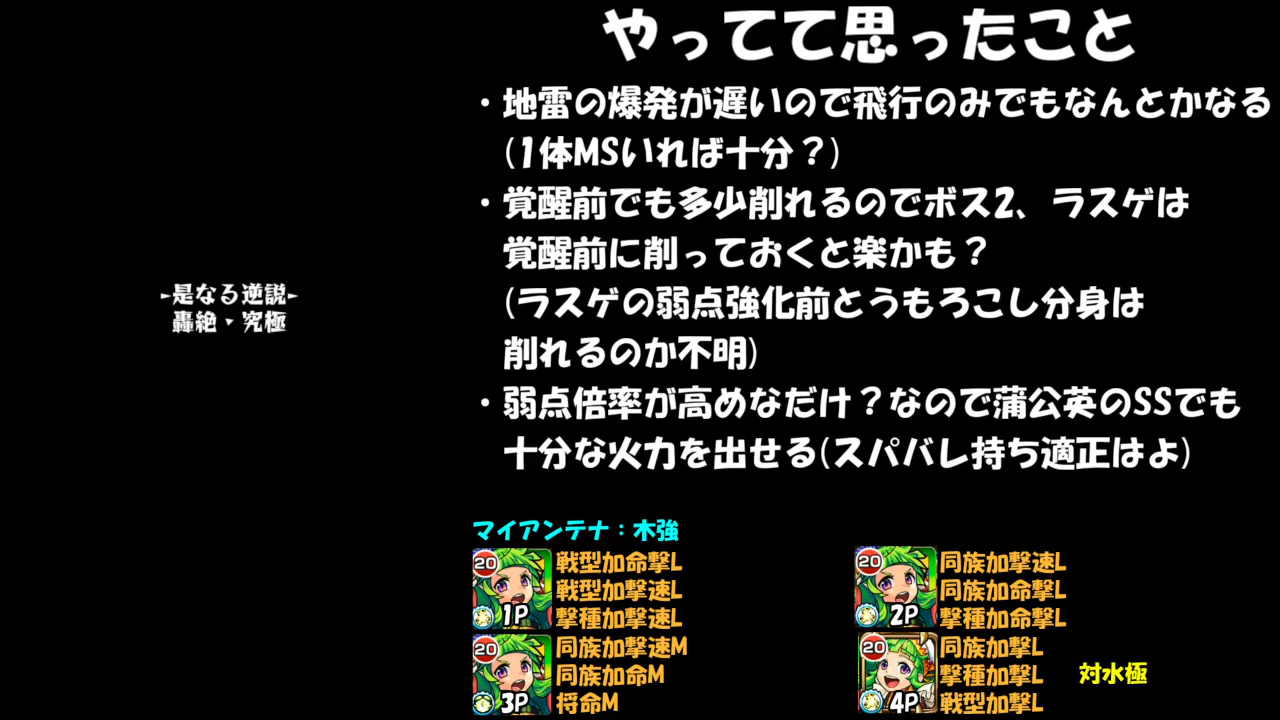 やってて思ったこと
・地雷の爆発が遅いので飛行のみでもなんとかなる
(1体MSいれば十分？)
・覚醒前でも多少削れるのでボス2、ラスゲは
覚醒前に削っておくと楽かも？
(ラスゲの弱点強化前とうもろこし分身は
削れるのか不明)
・弱点倍率が高めなだけ？なので蒲公英のSSでも
十分な火力を出せる(スパバレ持ち適正はよ)
-是なる逆説-
轟絶・究極
マイアンテナ：木強
20
1P
戦型加命撃L
戦型加撃速L
撃種加撃速L
20
2P
同族加撃速L
同族加命撃L
撃種加命撃L
20
3P
同族加撃速M
同族加命M
将命M
20
4P
同族加撃L
撃種加撃L
戦型加撃L
対水極